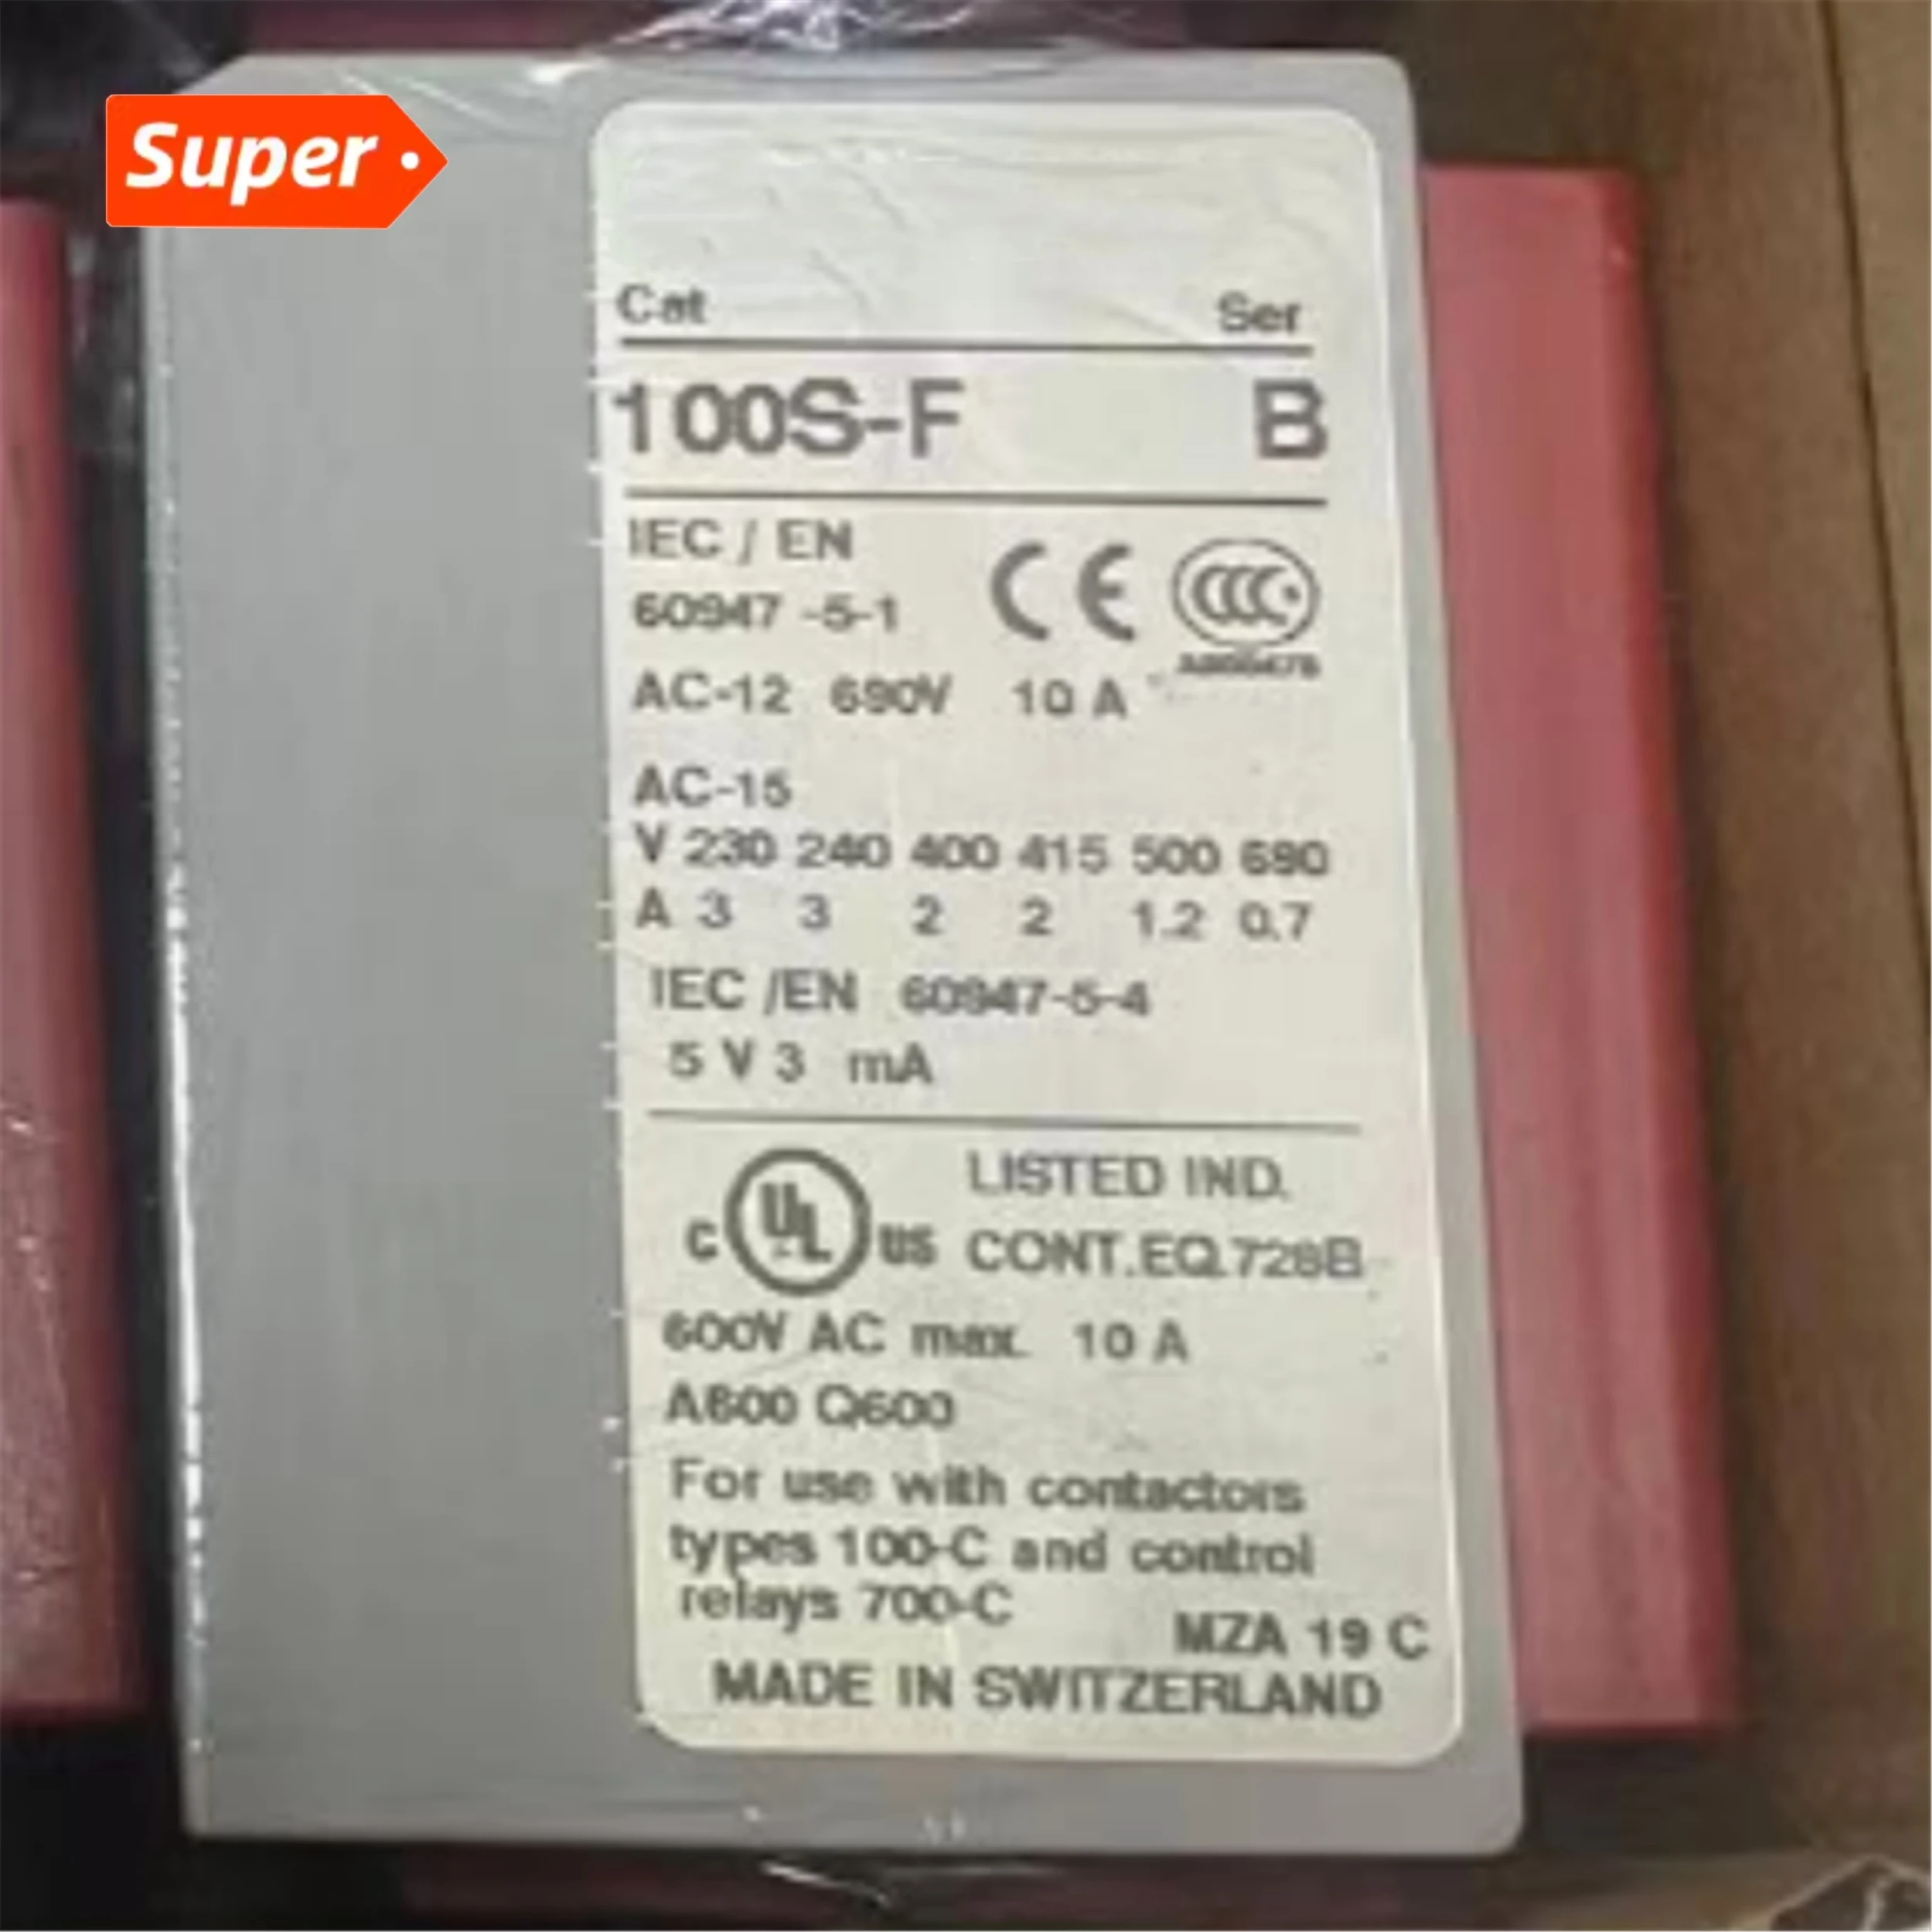 Super
Cat Ser
100S-F B
IEC / EN
60947 -5-1 CE CCC
AC-12 690V 10 A
AC-15
V 230 240 400 415 500 690
A 3 3 2 2 1.2 0.7
IEC /EN 60947-5-4
5 V 3 mA
LISTED IND.
C UL US CONT.EQ.728B
600V AC max. 10 A
A600 Q600
For use with contactors
types 100-C and control
relays 700-C
MZA 19 C
MADE IN SWITZERLAND